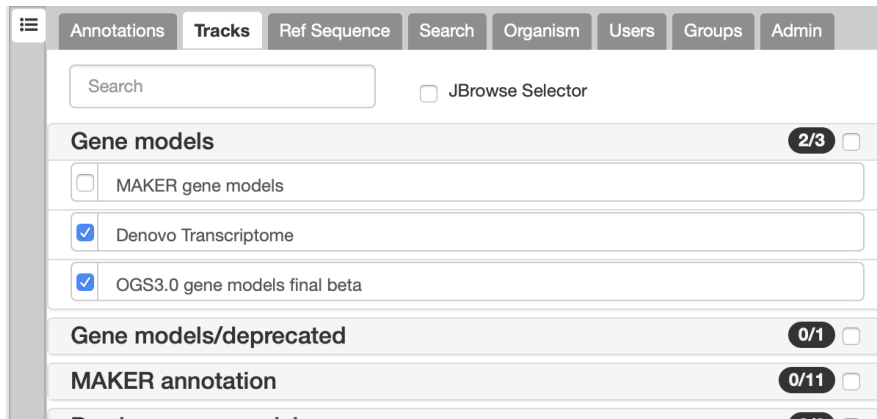 Annotations Tracks Ref Sequence Search Organism Users Groups Admin
Search JBrowse Selector
Gene models 2/3
MAKER gene models
Denovo Transcriptome
OGS3.0 gene models final beta
Gene models/deprecated 0/1
MAKER annotation 0/11